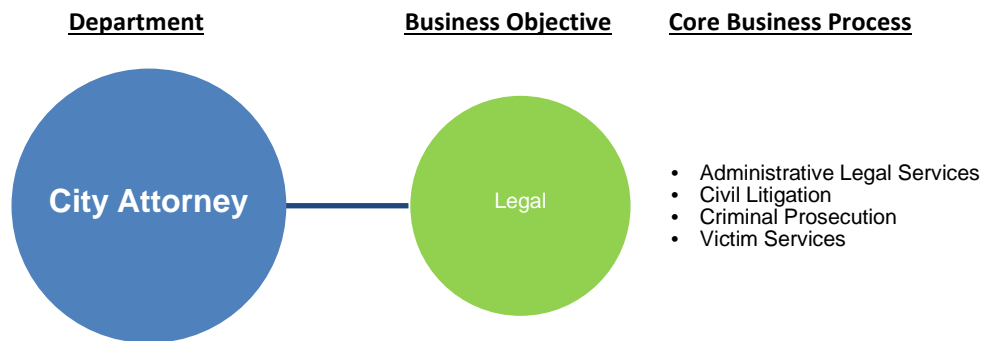 Department Business Objective Core Business Process
City Attorney
Legal
• Administrative Legal Services
• Civil Litigation
• Criminal Prosecution
• Victim Services